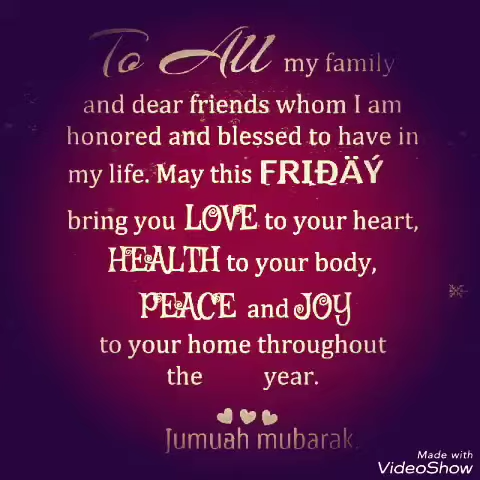 To All my family
and dear friends whom I am
honored and blessed to have in
my life. May this FRIĐÄÝ
bring you LOVE to your heart,
HEALTH to your body,
PEACE and JOY
to your home throughout
the year.
Jumuah mubarak.
Made with
VideoShow